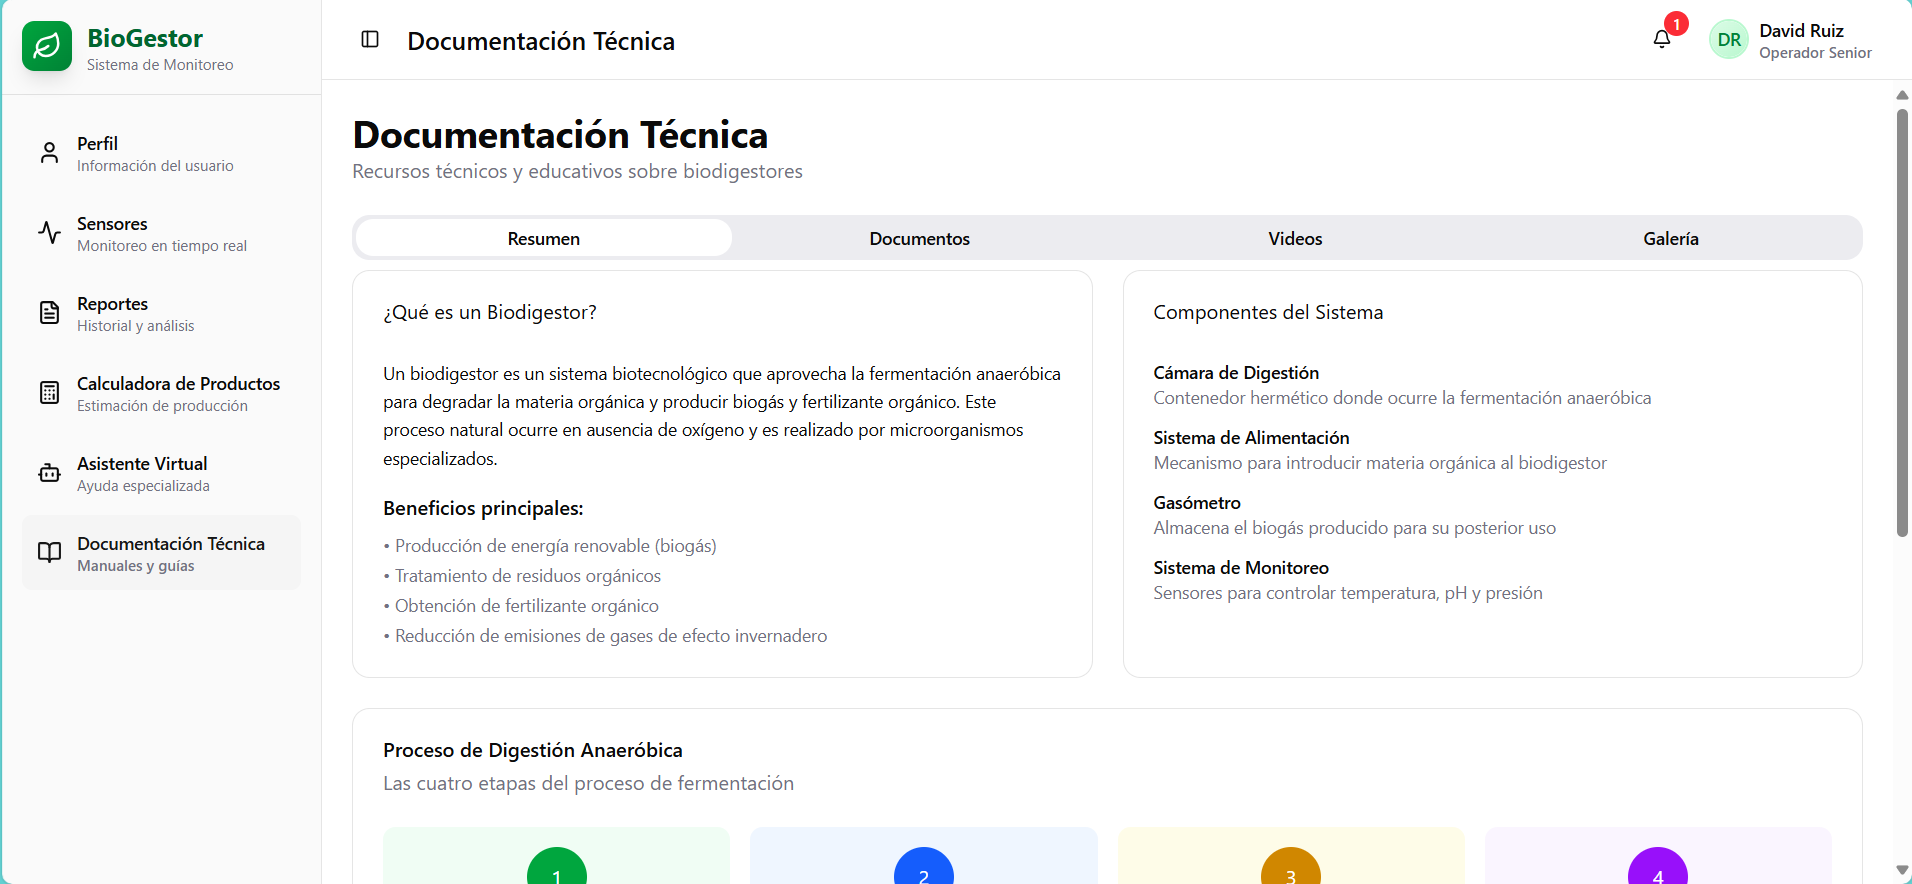 BioGestor
Sistema de Monitoreo
Perfil
Información del usuario
Sensores
Monitoreo en tiempo real
Reportes
Historial y análisis
Calculadora de Productos
Estimación de producción
Asistente Virtual
Ayuda especializada
Documentación Técnica
Manuales y guías
Documentación Técnica
1
DR
David Ruiz
Operador Senior
Documentación Técnica
Recursos técnicos y educativos sobre biodigestores
Resumen
Documentos
Videos
Galería
¿Qué es un Biodigestor?
Un biodigestor es un sistema biotecnológico que aprovecha la fermentación anaeróbica
para degradar la materia orgánica y producir biogás y fertilizante orgánico. Este
proceso natural ocurre en ausencia de oxígeno y es realizado por microorganismos
especializados.
Beneficios principales:
• Producción de energía renovable (biogás)
• Tratamiento de residuos orgánicos
• Obtención de fertilizante orgánico
• Reducción de emisiones de gases de efecto invernadero
Componentes del Sistema
Cámara de Digestión
Contenedor hermético donde ocurre la fermentación anaeróbica
Sistema de Alimentación
Mecanismo para introducir materia orgánica al biodigestor
Gasómetro
Almacena el biogás producido para su posterior uso
Sistema de Monitoreo
Sensores para controlar temperatura, pH y presión
Proceso de Digestión Anaeróbica
Las cuatro etapas del proceso de fermentación
1
2
3
4